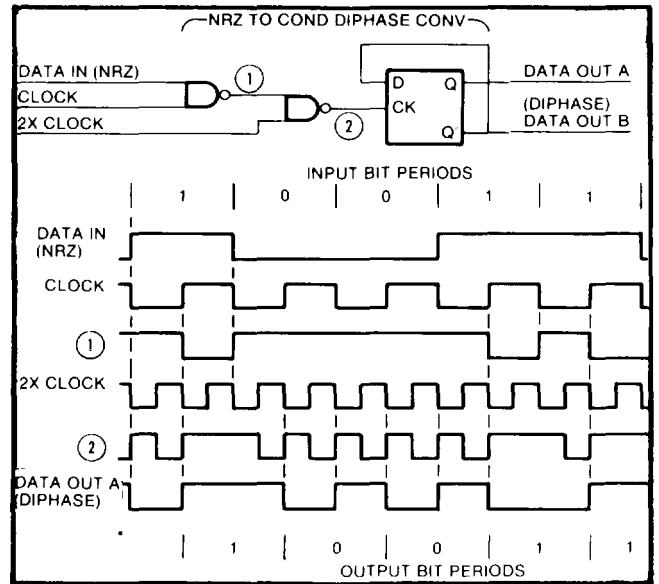 NRZ TO COND DIPHASE CONV
DATA IN (NRZ)
CLOCK
2X CLOCK
1
2
D Q
CK
Q'
DATA OUT A
(DIPHASE)
DATA OUT B
INPUT BIT PERIODS
1 0 0 1 1
DATA IN
(NRZ)
CLOCK
1
2X CLOCK
2
DATA OUT A
(DIPHASE)
1 0 0 1 1
OUTPUT BIT PERIODS